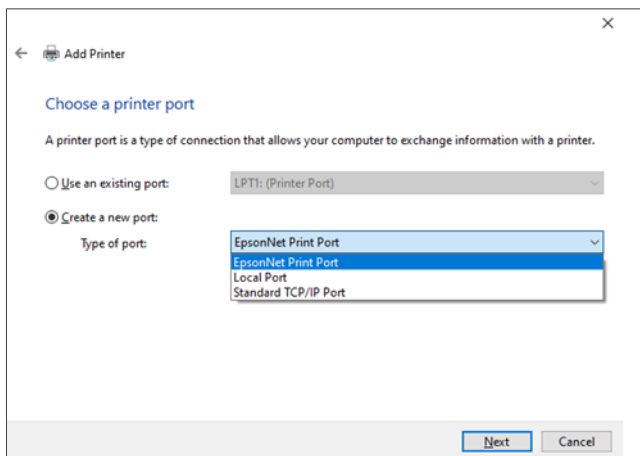 Add Printer
Choose a printer port
A printer port is a type of connection that allows your computer to exchange information with a printer.
Use an existing port: LPT1: (Printer Port)
Create a new port:
Type of port: EpsonNet Print Port
EpsonNet Print Port
Local Port
Standard TCP/IP Port
Next Cancel